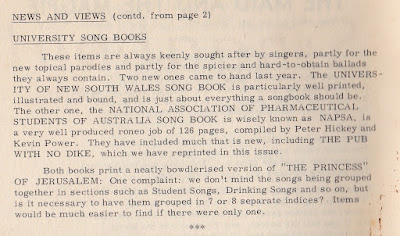 NEWS AND VIEWS (contd. from page 2)
UNIVERSITY SONG BOOKS
These items are always keenly sought after by singers, partly for the
new topical parodies and partly for the spicier and hard-to-obtain ballads
they always contain. Two new ones came to hand last year. The UNIVERS-
ITY OF NEW SOUTH WALES SONG BOOK is particularly well printed,
illustrated and bound, and is just about everything a songbook should be.
The other one, the NATIONAL ASSOCIATION OF PHARMACEUTICAL
STUDENTS OF AUSTRALIA SONG BOOK is wisely known as NAPSA, is
a very well produced roneo job of 126 pages, compiled by Peter Hickey and
Kevin Power. They have included much that is new, including THE PUB
WITH NO DIKE, which we have reprinted in this issue.
Both books print a neatly bowdlerised version of "THE PRINCESS"
OF JERUSALEM: One complaint: we don't mind the songs being grouped
together in sections such as Student Songs, Drinking Songs and so on, but
is it necessary to have them grouped in 7 or 8 separate indices? Items
would be much easier to find if there were only one.
***